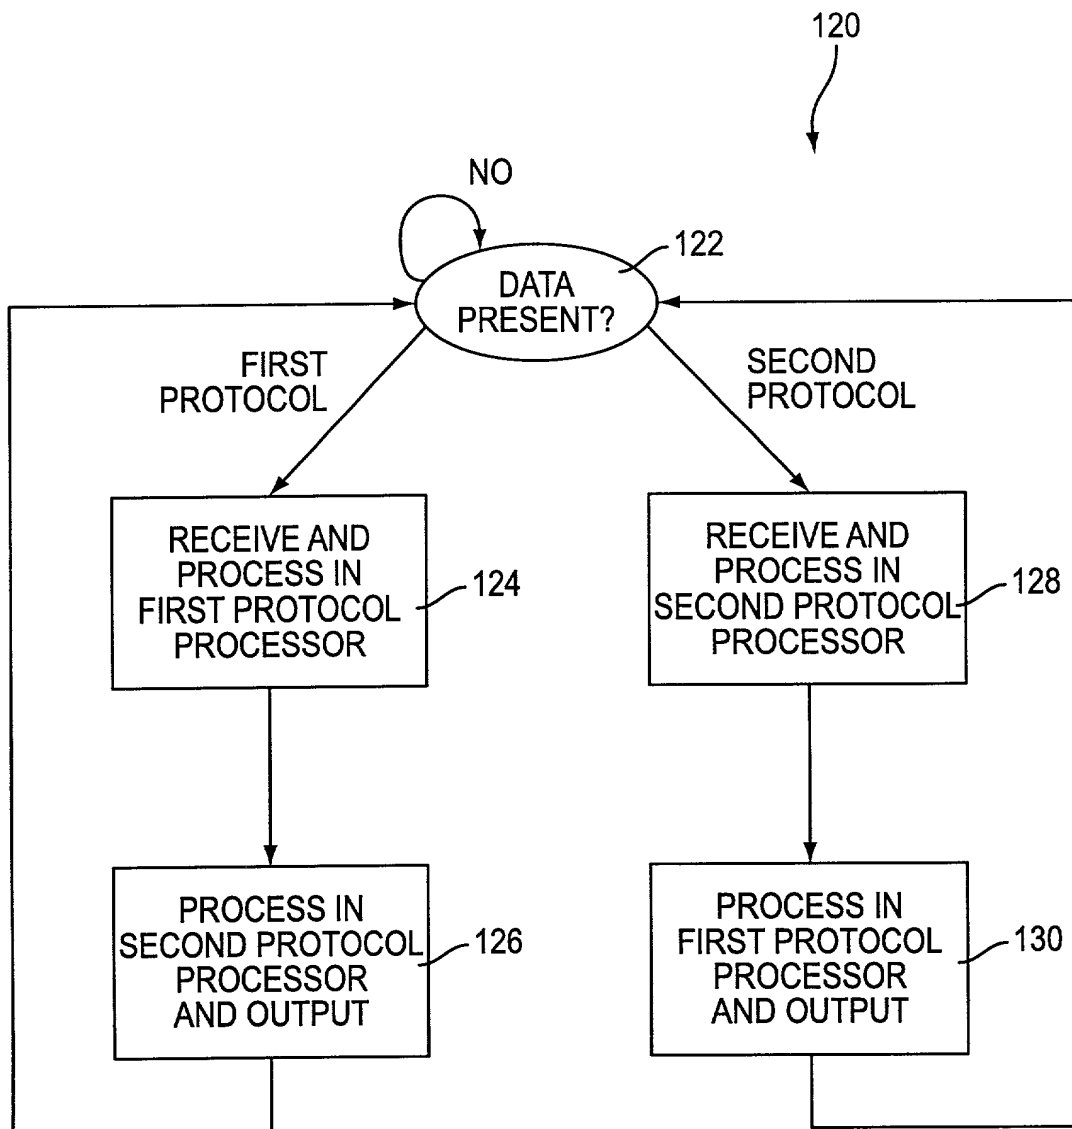 120
NO
122
DATA
PRESENT?
FIRST
PROTOCOL
SECOND
PROTOCOL
RECEIVE AND
PROCESS IN
FIRST PROTOCOL
PROCESSOR
124
RECEIVE AND
PROCESS IN
SECOND PROTOCOL
PROCESSOR
128
PROCESS IN
SECOND PROTOCOL
PROCESSOR
AND OUTPUT
126
PROCESS IN
FIRST PROTOCOL
PROCESSOR
AND OUTPUT
130